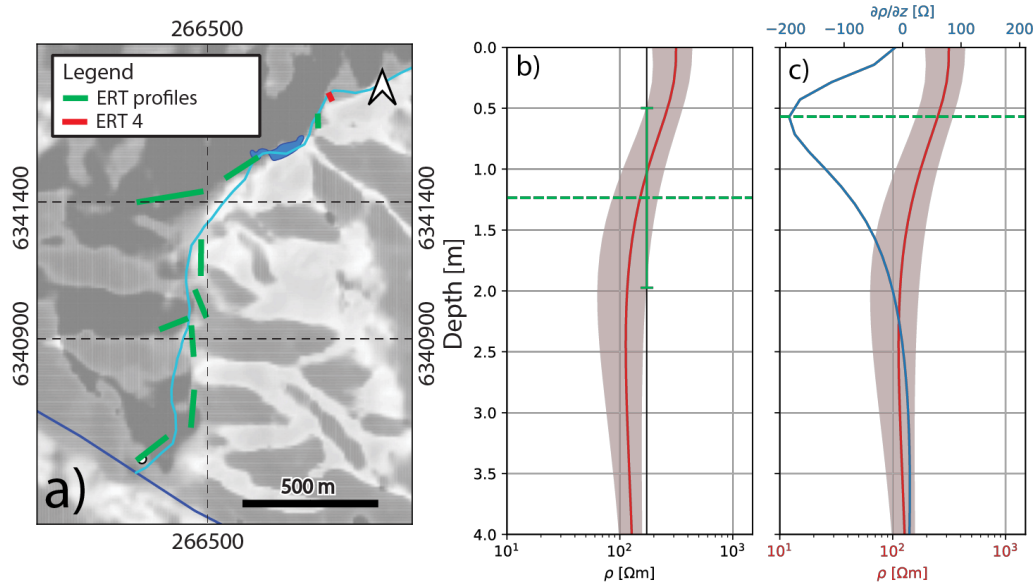 266500
Legend
ERT profiles
ERT 4
6341400
6340900
6341400
6340900
a)
500 m
266500
b)
0.0
0.5
1.0
1.5
2.0
2.5
3.0
3.5
4.0
Depth [m]
10¹
10²
10³
ρ [Ωm]
∂ρ/∂z [Ω]
−200
−100
0
100
200
c)
10¹
10²
10³
ρ [Ωm]